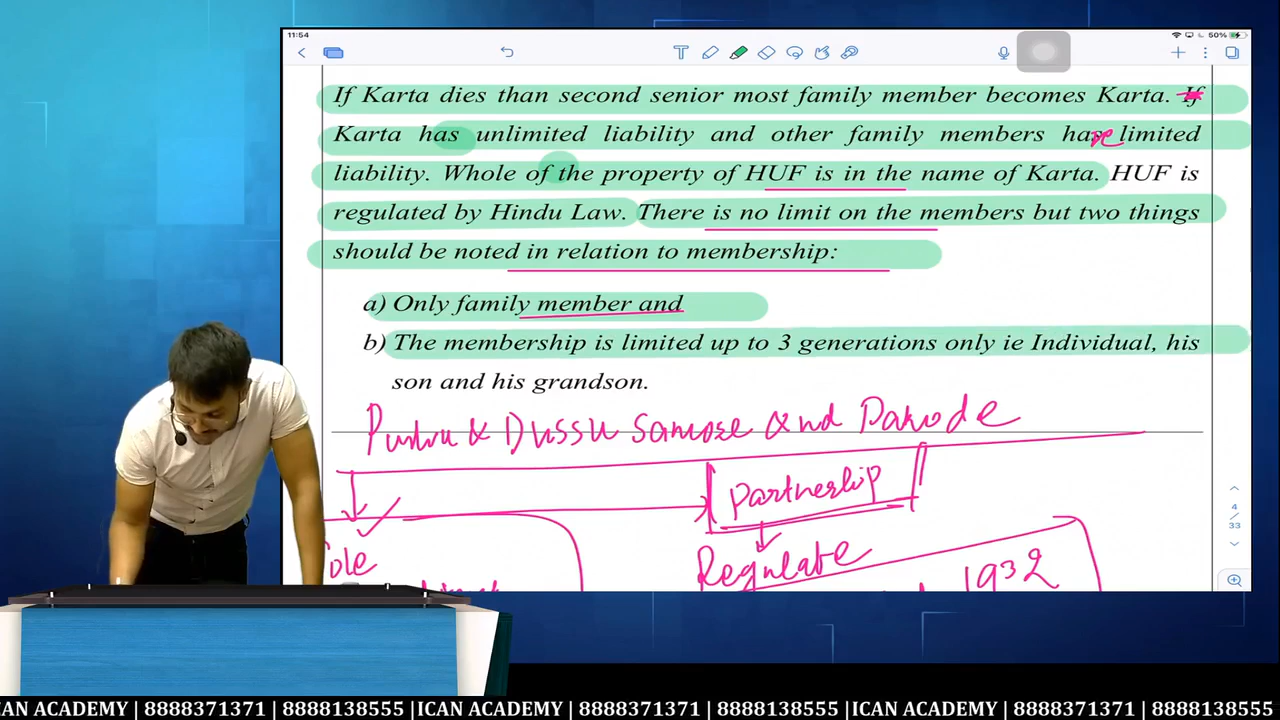 11:54
50%
If Karta dies than second senior most family member becomes Karta. If
Karta has unlimited liability and other family members have limited
liability. Whole of the property of HUF is in the name of Karta. HUF is
regulated by Hindu Law. There is no limit on the members but two things
should be noted in relation to membership:
a) Only family member and
b) The membership is limited up to 3 generations only ie Individual, his
son and his grandson.
& Samose And Pakode
Partnership
ole
Regulate
1932
4
/
33
CAN ACADEMY | 8888371371 | 8888138555 |ICAN ACADEMY | 8888371371 | 8888138555 |ICAN ACADEMY | 8888371371 | 8888138555